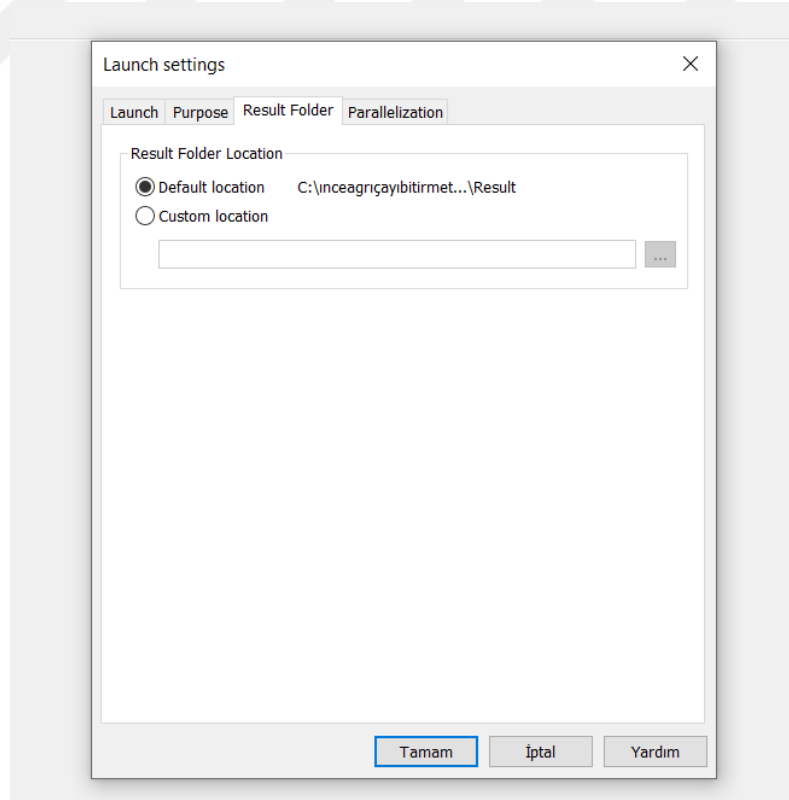 Launch settings
Launch Purpose Result Folder Parallelization
Result Folder Location
Default location C:\ınceagrıçayıbitirmet...\Result
Custom location
...
Tamam İptal Yardım